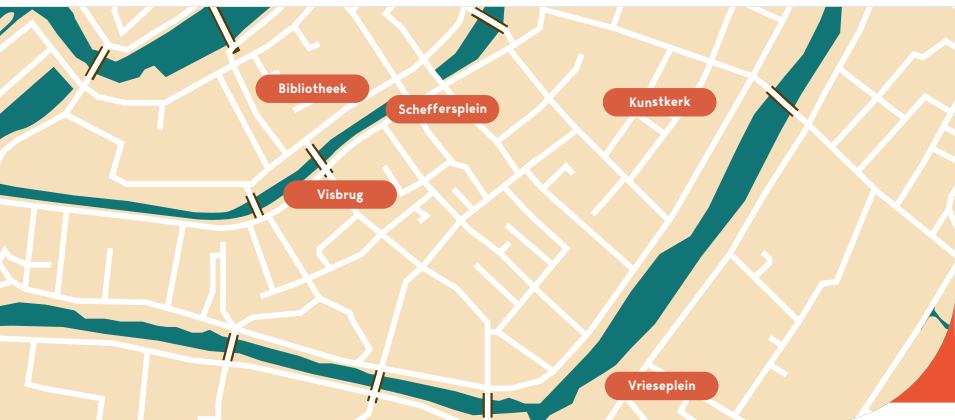 Bibliotheek
Scheffersplein
Kunstkerk
Visbrug
Vrieseplein